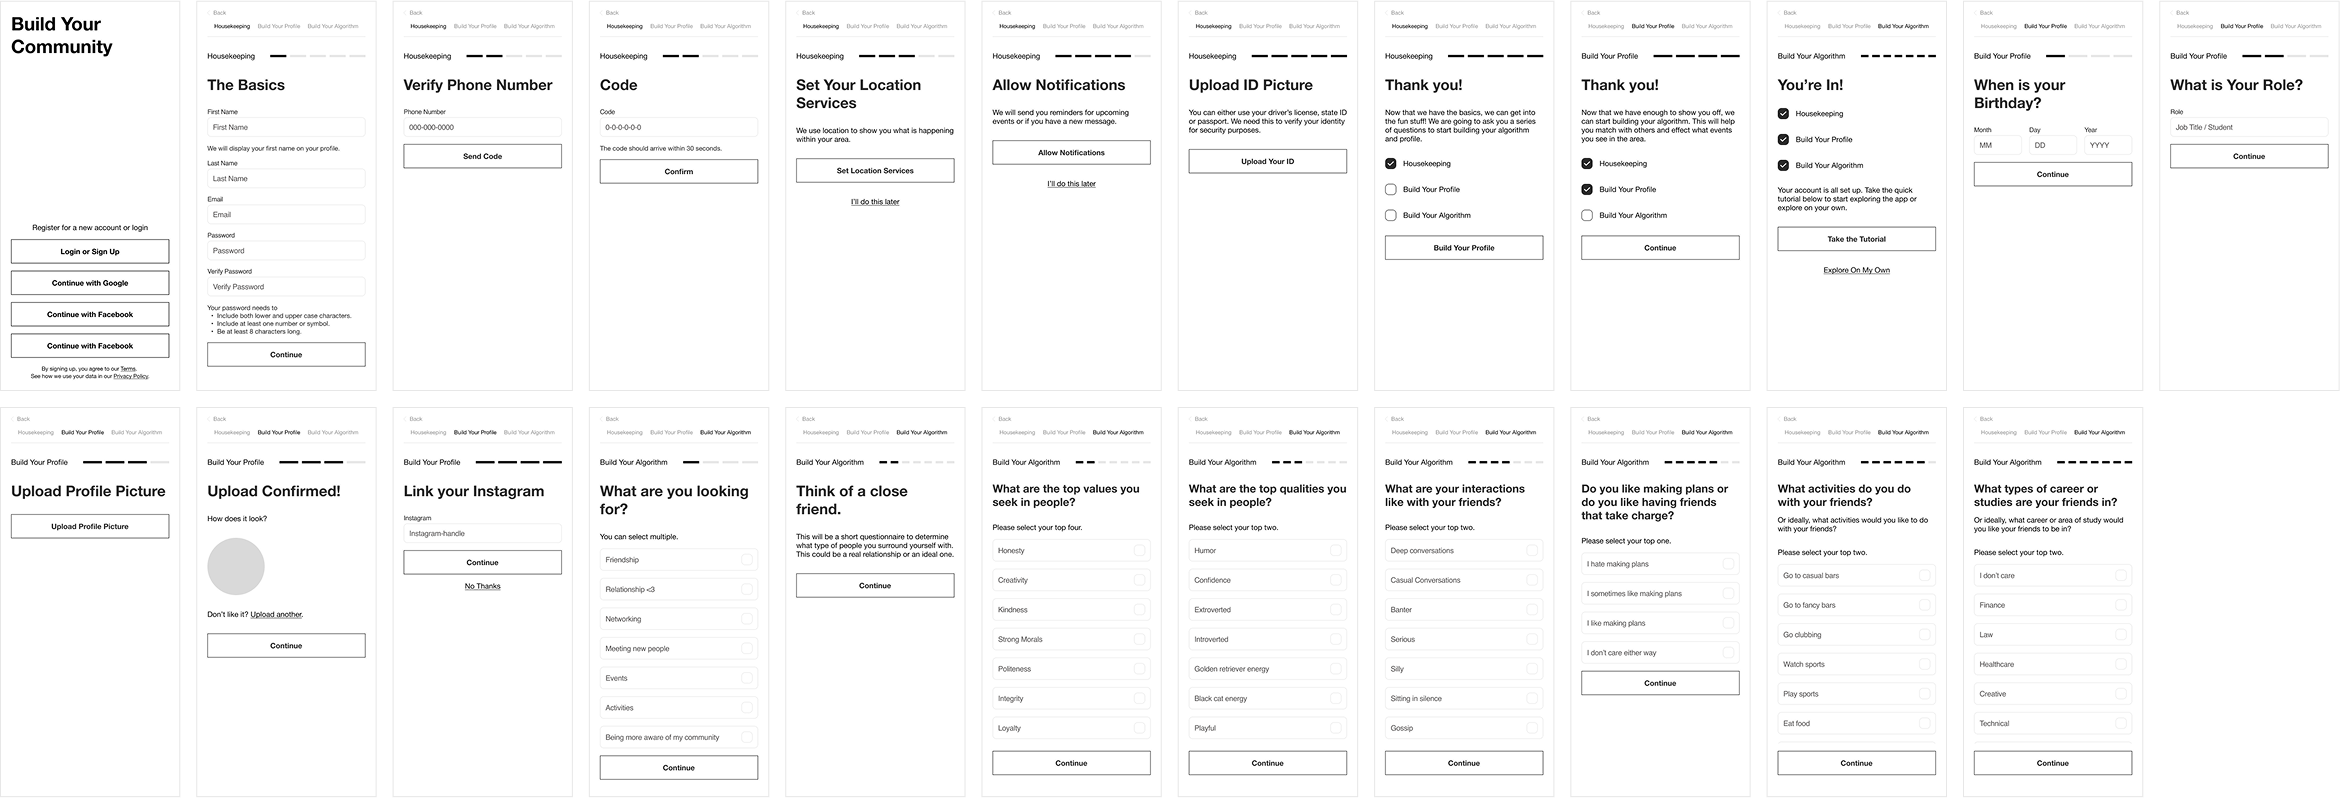 Build Your
Community
Register for a new account or login
Login or Sign Up
Continue with Google
Continue with Facebook
Continue with Facebook
By signing up, you agree to our Terms.
See how we use your data in our Privacy Policy.
Back
Housekeeping Build Your Profile Build Your Algorithm
Housekeeping
The Basics
First Name
First Name
We will display your first name on your profile.
Last Name
Last Name
Email
Email
Password
Password
Verify Password
Verify Password
Your password needs to
• Include both lower and upper case characters.
• Include at least one number or symbol.
• Be at least 8 characters long.
Continue
Back
Housekeeping Build Your Profile Build Your Algorithm
Housekeeping
Verify Phone Number
Phone Number
000-000-0000
Send Code
Back
Housekeeping Build Your Profile Build Your Algorithm
Housekeeping
Code
Code
0-0-0-0-0-0
The code should arrive within 30 seconds.
Confirm
Back
Housekeeping Build Your Profile Build Your Algorithm
Housekeeping
Set Your Location
Services
We use location to show you what is happening
within your area.
Set Location Services
I'll do this later
Back
Housekeeping Build Your Profile Build Your Algorithm
Housekeeping
Allow Notifications
We will send you reminders for upcoming
events or if you have a new message.
Allow Notifications
I'll do this later
Back
Housekeeping Build Your Profile Build Your Algorithm
Housekeeping
Upload ID Picture
You can either use your driver's license, state ID
or passport. We need this to verify your identity
for security purposes.
Upload Your ID
Back
Housekeeping Build Your Profile Build Your Algorithm
Housekeeping
Thank you!
Now that we have the basics, we can get into
the fun stuff! We are going to ask you a series
of questions to start building your algorithm
and profile.
Housekeeping
Build Your Profile
Build Your Algorithm
Build Your Profile
Back
Housekeeping Build Your Profile Build Your Algorithm
Build Your Profile
Thank you!
Now that we have enough to show you off, we
can start building your algorithm. This will help
you match with others and effect what events
you see in the area.
Housekeeping
Build Your Profile
Build Your Algorithm
Continue
Back
Housekeeping Build Your Profile Build Your Algorithm
Build Your Algorithm
You're In!
Housekeeping
Build Your Profile
Build Your Algorithm
Your account is all set up. Take the quick
tutorial below to start exploring the app or
explore on your own.
Take the Tutorial
Explore On My Own
Back
Housekeeping Build Your Profile Build Your Algorithm
Build Your Profile
When is your
Birthday?
Month Day Year
MM DD YYYY
Continue
Back
Housekeeping Build Your Profile Build Your Algorithm
Build Your Profile
What is Your Role?
Role
Job Title / Student
Continue
Back
Housekeeping Build Your Profile Build Your Algorithm
Build Your Profile
Upload Profile Picture
Upload Profile Picture
Back
Housekeeping Build Your Profile Build Your Algorithm
Build Your Profile
Upload Confirmed!
How does it look?
Don't like it? Upload another.
Continue
Back
Housekeeping Build Your Profile Build Your Algorithm
Build Your Profile
Link your Instagram
Instagram
Instagram-handle
Continue
No Thanks
Back
Housekeeping Build Your Profile Build Your Algorithm
Build Your Algorithm
What are you looking
for?
You can select multiple.
Friendship
Relationship <3
Networking
Meeting new people
Events
Activities
Being more aware of my community
Continue
Back
Housekeeping Build Your Profile Build Your Algorithm
Build Your Algorithm
Think of a close
friend.
This will be a short questionnaire to determine
what type of people you surround yourself with.
This could be a real relationship or an ideal one.
Continue
Back
Housekeeping Build Your Profile Build Your Algorithm
Build Your Algorithm
What are the top values you
seek in people?
Please select your top four.
Honesty
Creativity
Kindness
Strong Morals
Politeness
Integrity
Loyalty
Continue
Back
Housekeeping Build Your Profile Build Your Algorithm
Build Your Algorithm
What are the top qualities you
seek in people?
Please select your top two.
Humor
Confidence
Extroverted
Introverted
Golden retriever energy
Black cat energy
Playful
Continue
Back
Housekeeping Build Your Profile Build Your Algorithm
Build Your Algorithm
What are your interactions
like with your friends?
Please select your top two.
Deep conversations
Casual Conversations
Banter
Serious
Silly
Sitting in silence
Gossip
Continue
Back
Housekeeping Build Your Profile Build Your Algorithm
Build Your Algorithm
Do you like making plans or
do you like having friends
that take charge?
Please select your top one.
I hate making plans
I sometimes like making plans
I like making plans
I don't care either way
Continue
Back
Housekeeping Build Your Profile Build Your Algorithm
Build Your Algorithm
What activities do you do
with your friends?
Or ideally, what activities would you like to do
with your friends?
Please select your top two.
Go to casual bars
Go to fancy bars
Go clubbing
Watch sports
Play sports
Eat food
Continue
Back
Housekeeping Build Your Profile Build Your Algorithm
Build Your Algorithm
What types of career or
studies are your friends in?
Or ideally, what career or area of study would
you like your friends to be in?
Please select your top two.
I don't care
Finance
Law
Healthcare
Creative
Technical
Continue